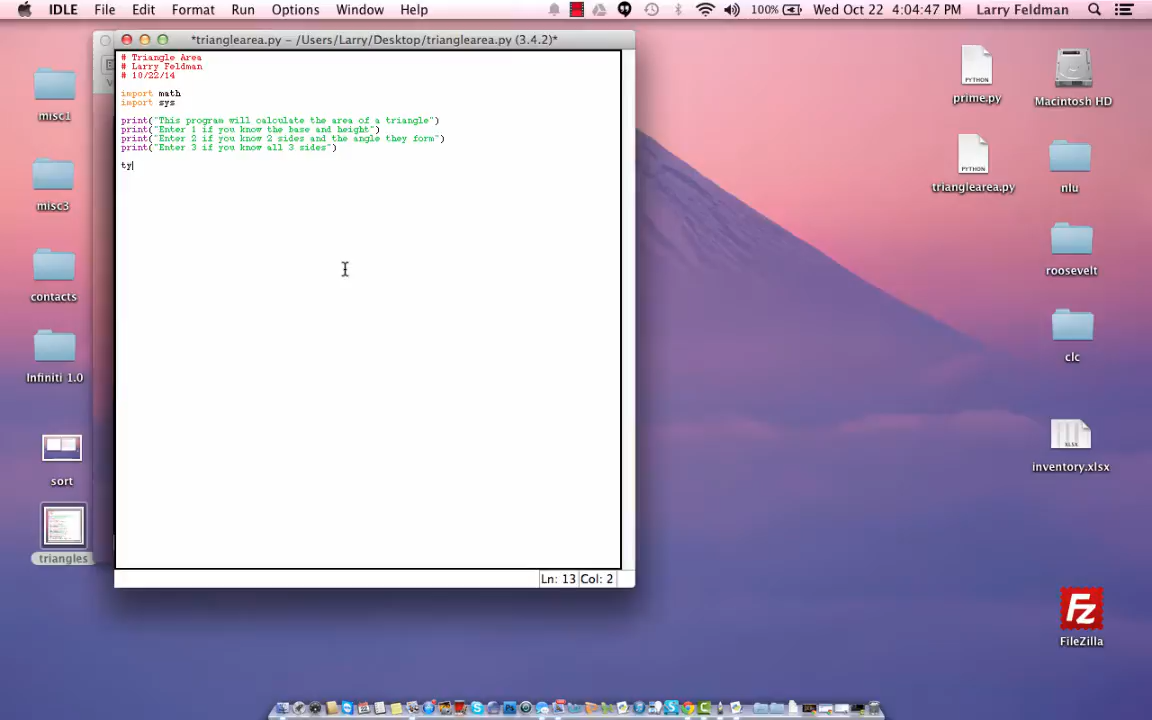 IDLE File Edit Format Run Options Window Help 100% Wed Oct 22 4:04:47 PM Larry Feldman
*trianglearea.py – /Users/Larry/Desktop/trianglearea.py (3.4.2)*
# Triangle Area
# Larry Feldman
# 10/22/14
import math
import sys
print("This program will calculate the area of a triangle")
print("Enter 1 if you know the base and height")
print("Enter 2 if you know 2 sides and the angle they form")
print("Enter 3 if you know all 3 sides")
ty
Ln: 13 Col: 2
misc1
misc3
contacts
Infiniti 1.0
sort
triangles
PYTHON
prime.py
Macintosh HD
PYTHON
trianglearea.py
nlu
roosevelt
clc
XLSX
inventory.xlsx
Fz
FileZilla